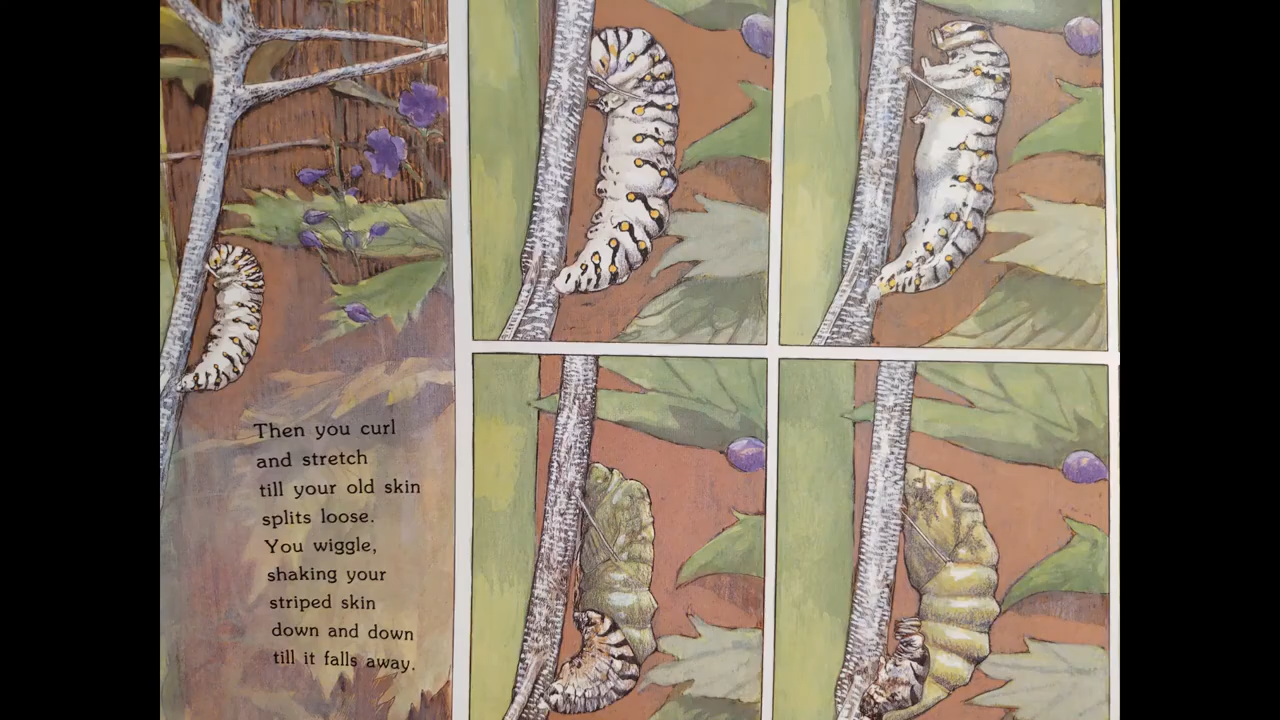 Then you curl
and stretch
till your old skin
splits loose.
You wiggle,
shaking your
striped skin
down and down
till it falls away.